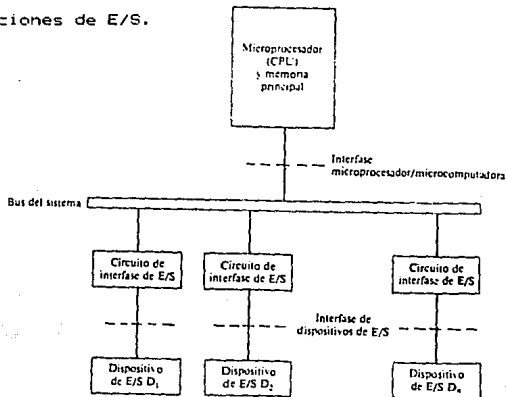 ciones de E/S.
Microprocesador
(CPU)
y memoria
principal
Interfase
microprocesador/microcomputadora
Bus del sistema
Circuito de
interfase de E/S
Circuito de
interfase de E/S
Circuito de
interfase de E/S
Interfase de
dispositivos de E/S
Dispositivo
de E/S D₁
Dispositivo
de E/S D₂
Dispositivo
de E/S Dₙ